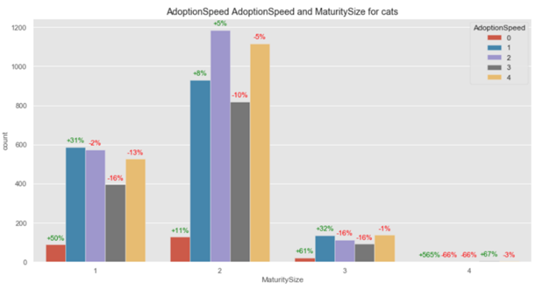 AdoptionSpeed AdoptionSpeed and MaturitySize for cats
AdoptionSpeed
0
1
2
3
4
count
1200
1000
800
600
400
200
0
+50% +31% -2% -16% -13%
+11% +8% +5% -10% -5%
+61% +32% -16% -16% -1%
+565% -66% -66% +67% -3%
1 2 3 4
MaturitySize